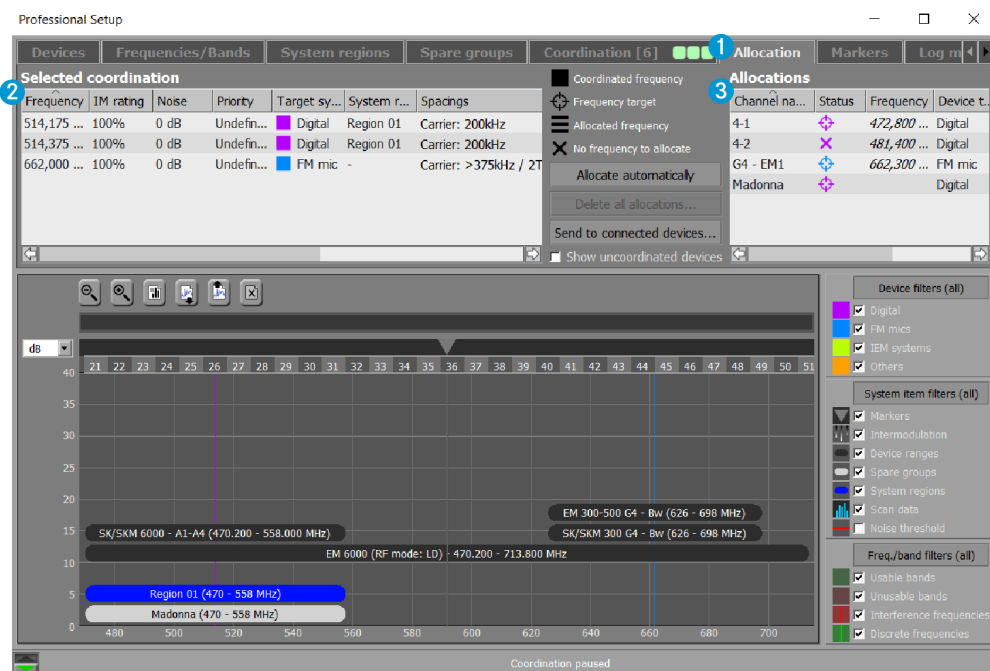 Professional Setup
Devices Frequencies/Bands System regions Spare groups Coordination [6] 1 Allocation Markers Log m
Selected coordination
2 Frequency IM rating Noise Priority Target sy... System r... Spacings
514,175 ... 100% 0 dB Undefin... Digital Region 01 Carrier: 200kHz
514,375 ... 100% 0 dB Undefin... Digital Region 01 Carrier: 200kHz
662,000 ... 100% 0 dB Undefin... FM mic - Carrier: >375kHz / 2T
Coordinated frequency
Frequency target
Allocated frequency
No frequency to allocate
Allocate automatically
Delete all allocations...
Send to connected devices...
Show uncoordinated devices
Allocations
3 Channel na... Status Frequency Device t..
4-1 472,800 ... Digital
4-2 481,400 ... Digital
G4 - EM1 662,300 ... FM mic
Madonna Digital
dB
21 22 23 24 25 26 27 28 29 30 31 32 33 34 35 36 37 38 39 40 41 42 43 44 45 46 47 48 49 50 51
40
35
30
25
20
15
10
5
0
EM 300-500 G4 - Bw (626 - 698 MHz)
SK/SKM 6000 - A1-A4 (470.200 - 558.000 MHz) SK/SKM 300 G4 - Bw (626 - 698 MHz)
EM 6000 (RF mode: LD) - 470.200 - 713.800 MHz
Region 01 (470 - 558 MHz)
Madonna (470 - 558 MHz)
480 500 520 540 560 580 600 620 640 660 680 700
Device filters (all)
Digital
FM mics
IEM systems
Others
System item filters (all)
Markers
Intermodulation
Device ranges
Spare groups
System regions
Scan data
Noise threshold
Freq./band filters (all)
Usable bands
Unusable bands
Interference frequencies
Discrete frequencies
Coordination paused